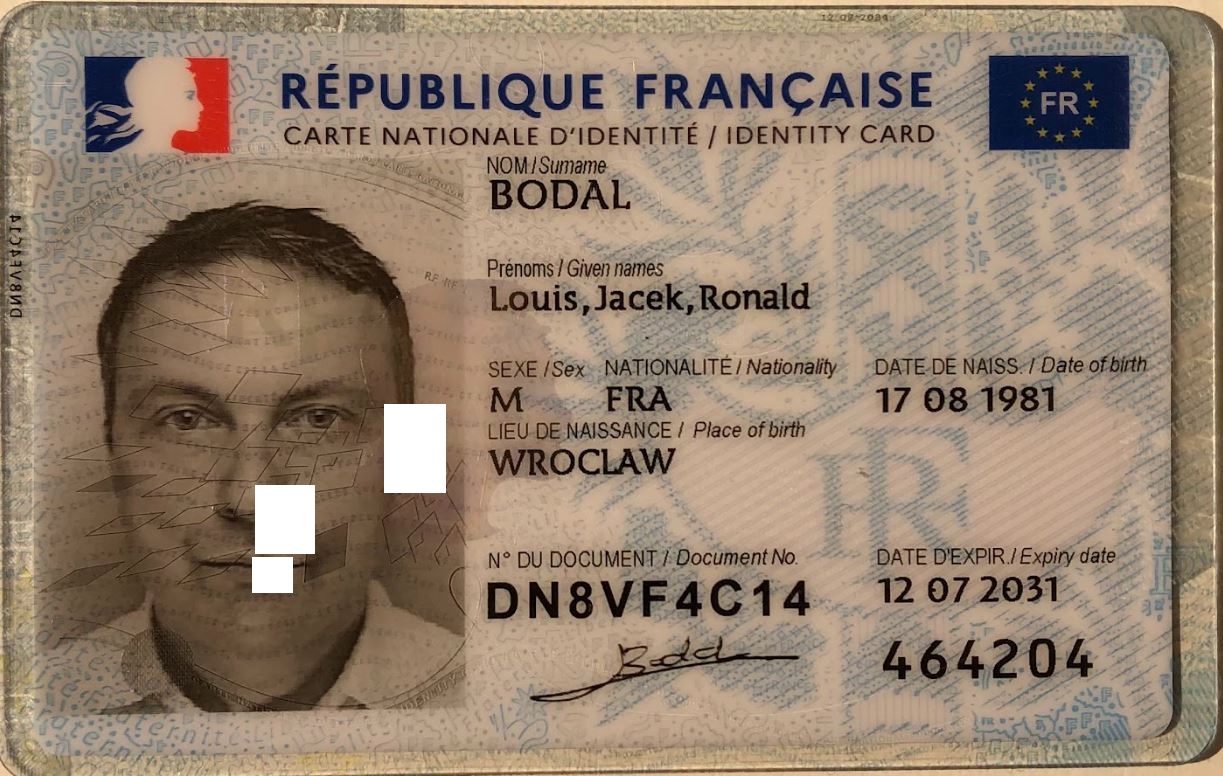 12-07-2031
RÉPUBLIQUE FRANÇAISE
FR
CARTE NATIONALE D'IDENTITÉ / IDENTITY CARD
NOM / Surname
BODAL
Prénoms / Given names
Louis, Jacek, Ronald
SEXE / Sex NATIONALITÉ / Nationality DATE DE NAISS. / Date of birth
M FRA 17 08 1981
LIEU DE NAISSANCE / Place of birth
WROCLAW
RF
N° DU DOCUMENT / Document No. DATE D'EXPIR. / Expiry date
DN8VF4C14 12 07 2031
464204
DN8VF4C14